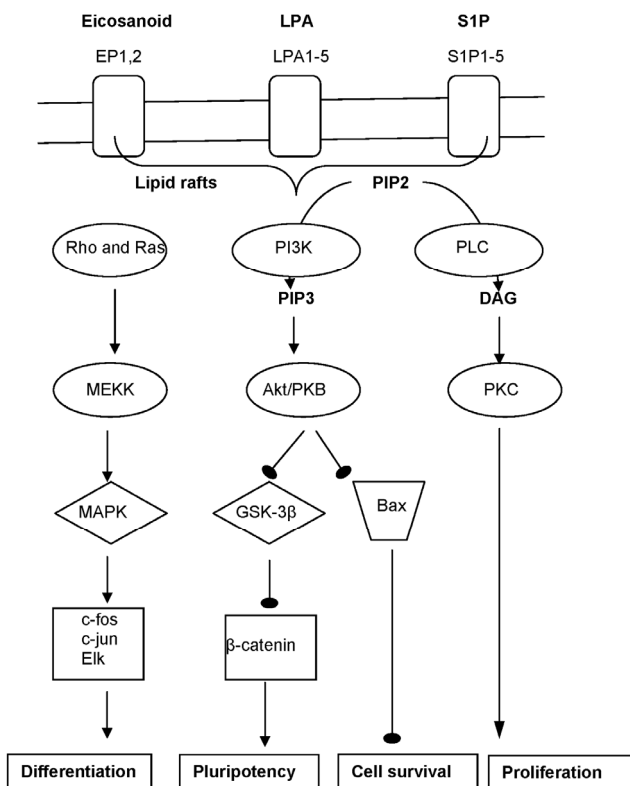 Eicosanoid LPA S1P
EP1,2 LPA1-5 S1P1-5
Lipid rafts PIP2
Rho and Ras PI3K PLC
PIP3 DAG
MEKK Akt/PKB PKC
MAPK GSK-3β Bax
c-fos
c-jun
Elk
β-catenin
Differentiation Pluripotency Cell survival Proliferation